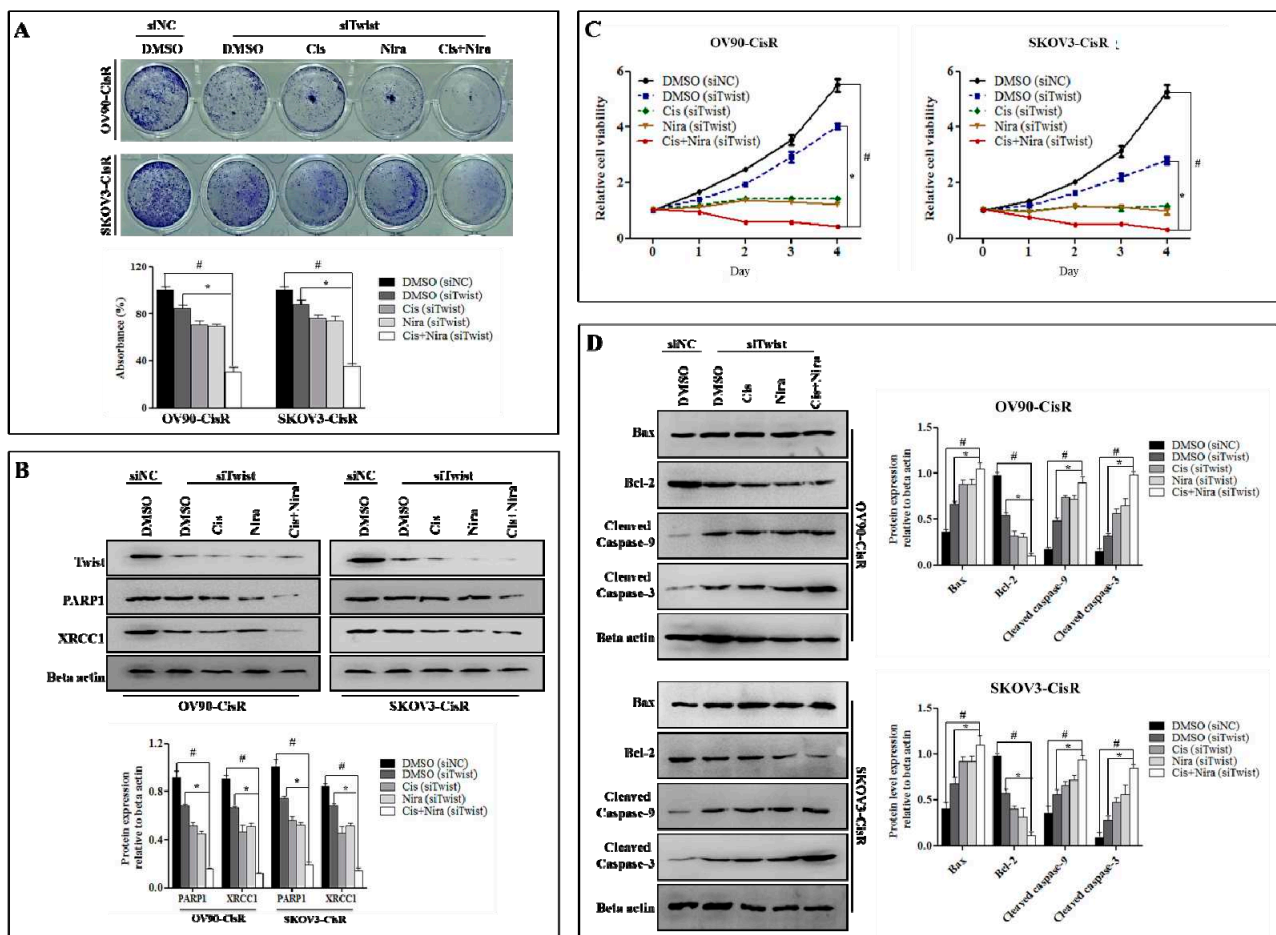 A
siNC
siTwist
DMSO
DMSO
Cis
Nira
Cis+Nira
OV90-CisR
SKOV3-CisR
#
*
#
*
120
80
40
0
Absorbance (%)
DMSO (siNC)
DMSO (siTwist)
Cis (siTwist)
Nira (siTwist)
Cis+Nira (siTwist)
OV90-CisR
SKOV3-CisR
B
siNC
siTwist
siNC
siTwist
DMSO
DMSO
Cis
Nira
Cis+Nira
DMSO
DMSO
Cis
Nira
Cis+Nira
Twist
PARP1
XRCC1
Beta actin
OV90-CisR
SKOV3-CisR
Protein expression
relative to beta actin
1.2
0.8
0.4
0.0
#
*
#
*
#
*
#
*
DMSO (siNC)
DMSO (siTwist)
Cis (siTwist)
Nira (siTwist)
Cis+Nira (siTwist)
PARP1
XRCC1
PARP1
XRCC1
OV90-CisR
SKOV3-CisR
C
OV90-CisR
Relative cell viability
6
4
2
0
DMSO (siNC)
DMSO (siTwist)
Cis (siTwist)
Nira (siTwist)
Cis+Nira (siTwist)
*
#
0 1 2 3 4
Day
SKOV3-CisR
Relative cell viability
6
4
2
0
DMSO (siNC)
DMSO (siTwist)
Cis (siTwist)
Nira (siTwist)
Cis+Nira (siTwist)
*
#
0 1 2 3 4
Day
D
siNC
siTwist
DMSO
DMSO
Cis
Nira
Cis+Nira
Bax
Bcl-2
Cleaved
Caspase-9
Cleaved
Caspase-3
Beta actin
OV90-CisR
Bax
Bcl-2
Cleaved
Caspase-9
Cleaved
Caspase-3
Beta actin
SKOV3-CisR
OV90-CisR
Protein expression
relative to beta actin
1.5
1.0
0.5
0.0
#
*
#
*
#
*
#
*
DMSO (siNC)
DMSO (siTwist)
Cis (siTwist)
Nira (siTwist)
Cis+Nira (siTwist)
Bax
Bcl-2
Cleaved caspase-9
Cleaved caspase-3
SKOV3-CisR
Protein level expression
relative to beta actin
1.5
1.0
0.5
0.0
#
*
#
*
#
*
#
*
DMSO (siNC)
DMSO (siTwist)
Cis (siTwist)
Nira (siTwist)
Cis+Nira (siTwist)
Bax
Bcl-2
Cleaved caspase-9
Cleaved caspase-3